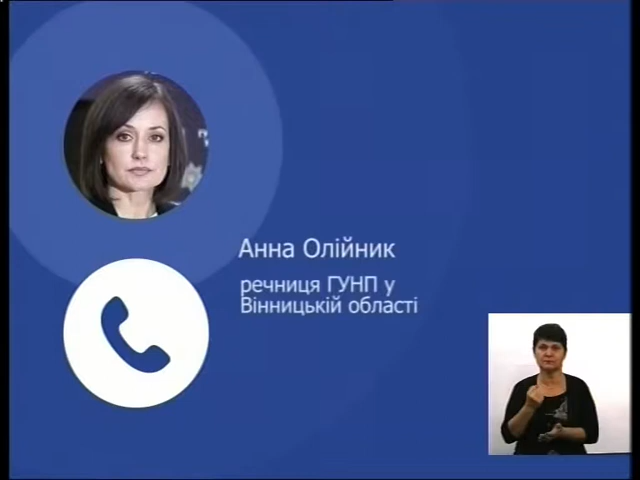 Анна Олійник
речниця ГУНП у
Вінницькій області